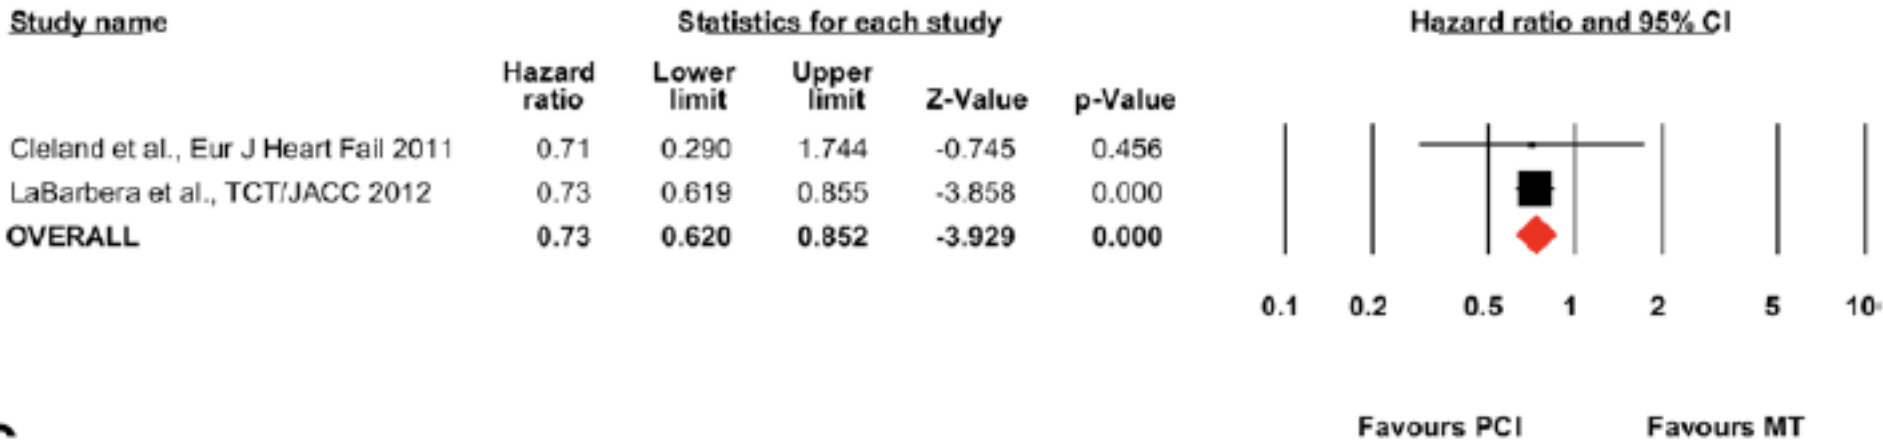 Study name Statistics for each study Hazard ratio and 95% CI
Hazard ratio Lower limit Upper limit Z-Value p-Value
Cleland et al., Eur J Heart Fail 2011 0.71 0.290 1.744 -0.745 0.456
LaBarbera et al., TCT/JACC 2012 0.73 0.619 0.855 -3.858 0.000
OVERALL 0.73 0.620 0.852 -3.929 0.000
0.1 0.2 0.5 1 2 5 10
Favours PCI Favours MT